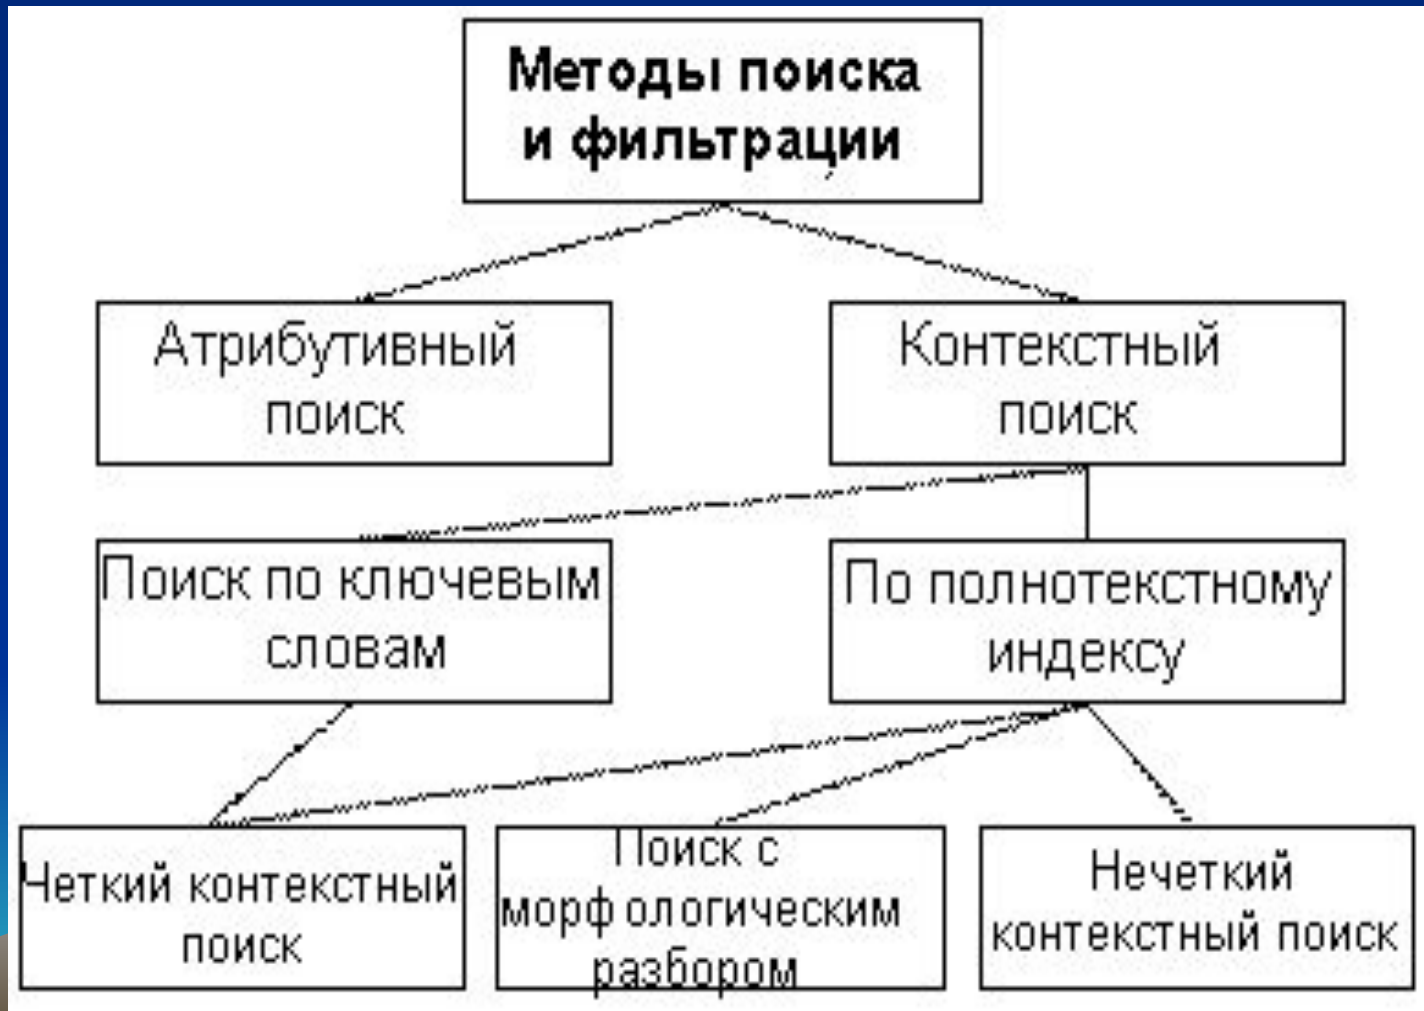 Методы поиска
и фильтрации
Атрибутивный
поиск
Контекстный
поиск
Поиск по ключевым
словам
По полнотекстному
индексу
Четкий контекстный
поиск
Поиск с
морфологическим
разбором
Нечеткий
контекстный поиск